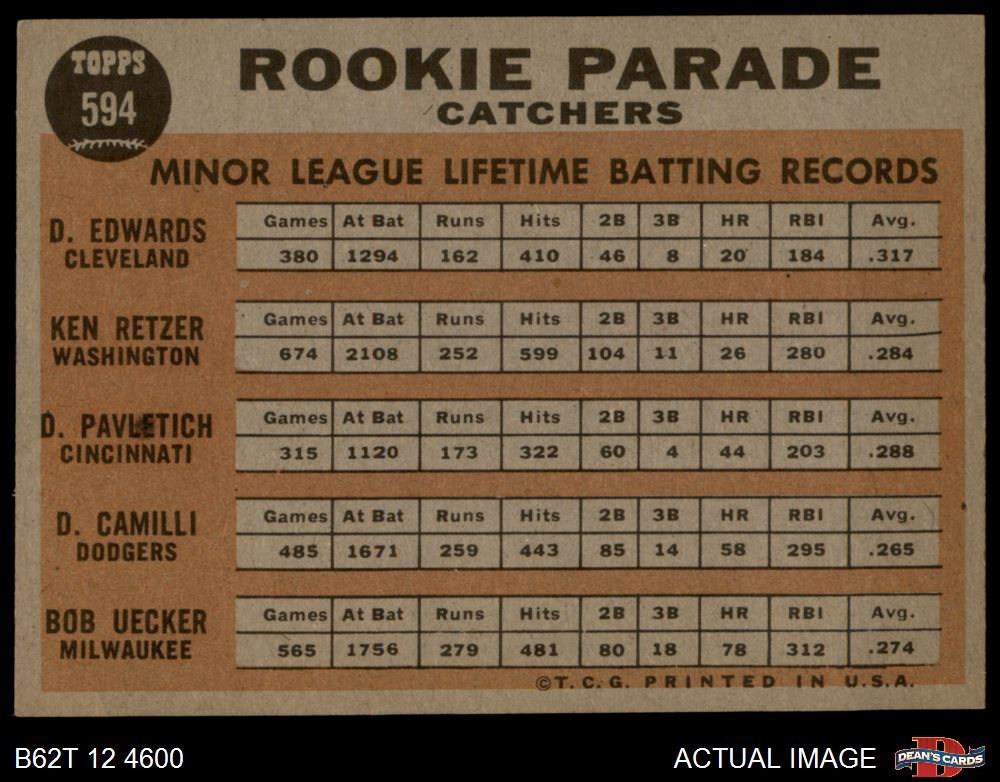 TOPPS
594
ROOKIE PARADE
CATCHERS
MINOR LEAGUE LIFETIME BATTING RECORDS
D. EDWARDS
CLEVELAND
Games At Bat Runs Hits 2B 3B HR RBI Avg.
380 1294 162 410 46 8 20 184 .317
KEN RETZER
WASHINGTON
Games At Bat Runs Hits 2B 3B HR RBI Avg.
674 2108 252 599 104 11 26 280 .284
D. PAVLETICH
CINCINNATI
Games At Bat Runs Hits 2B 3B HR RBI Avg.
315 1120 173 322 60 4 44 203 .288
D. CAMILLI
DODGERS
Games At Bat Runs Hits 2B 3B HR RBI Avg.
485 1671 259 443 85 14 58 295 .265
BOB UECKER
MILWAUKEE
Games At Bat Runs Hits 2B 3B HR RBI Avg.
565 1756 279 481 80 18 78 312 .274
©T.C.G. PRINTED IN U.S.A.
B62T 12 4600
ACTUAL IMAGE
D
DEAN'S CARDS